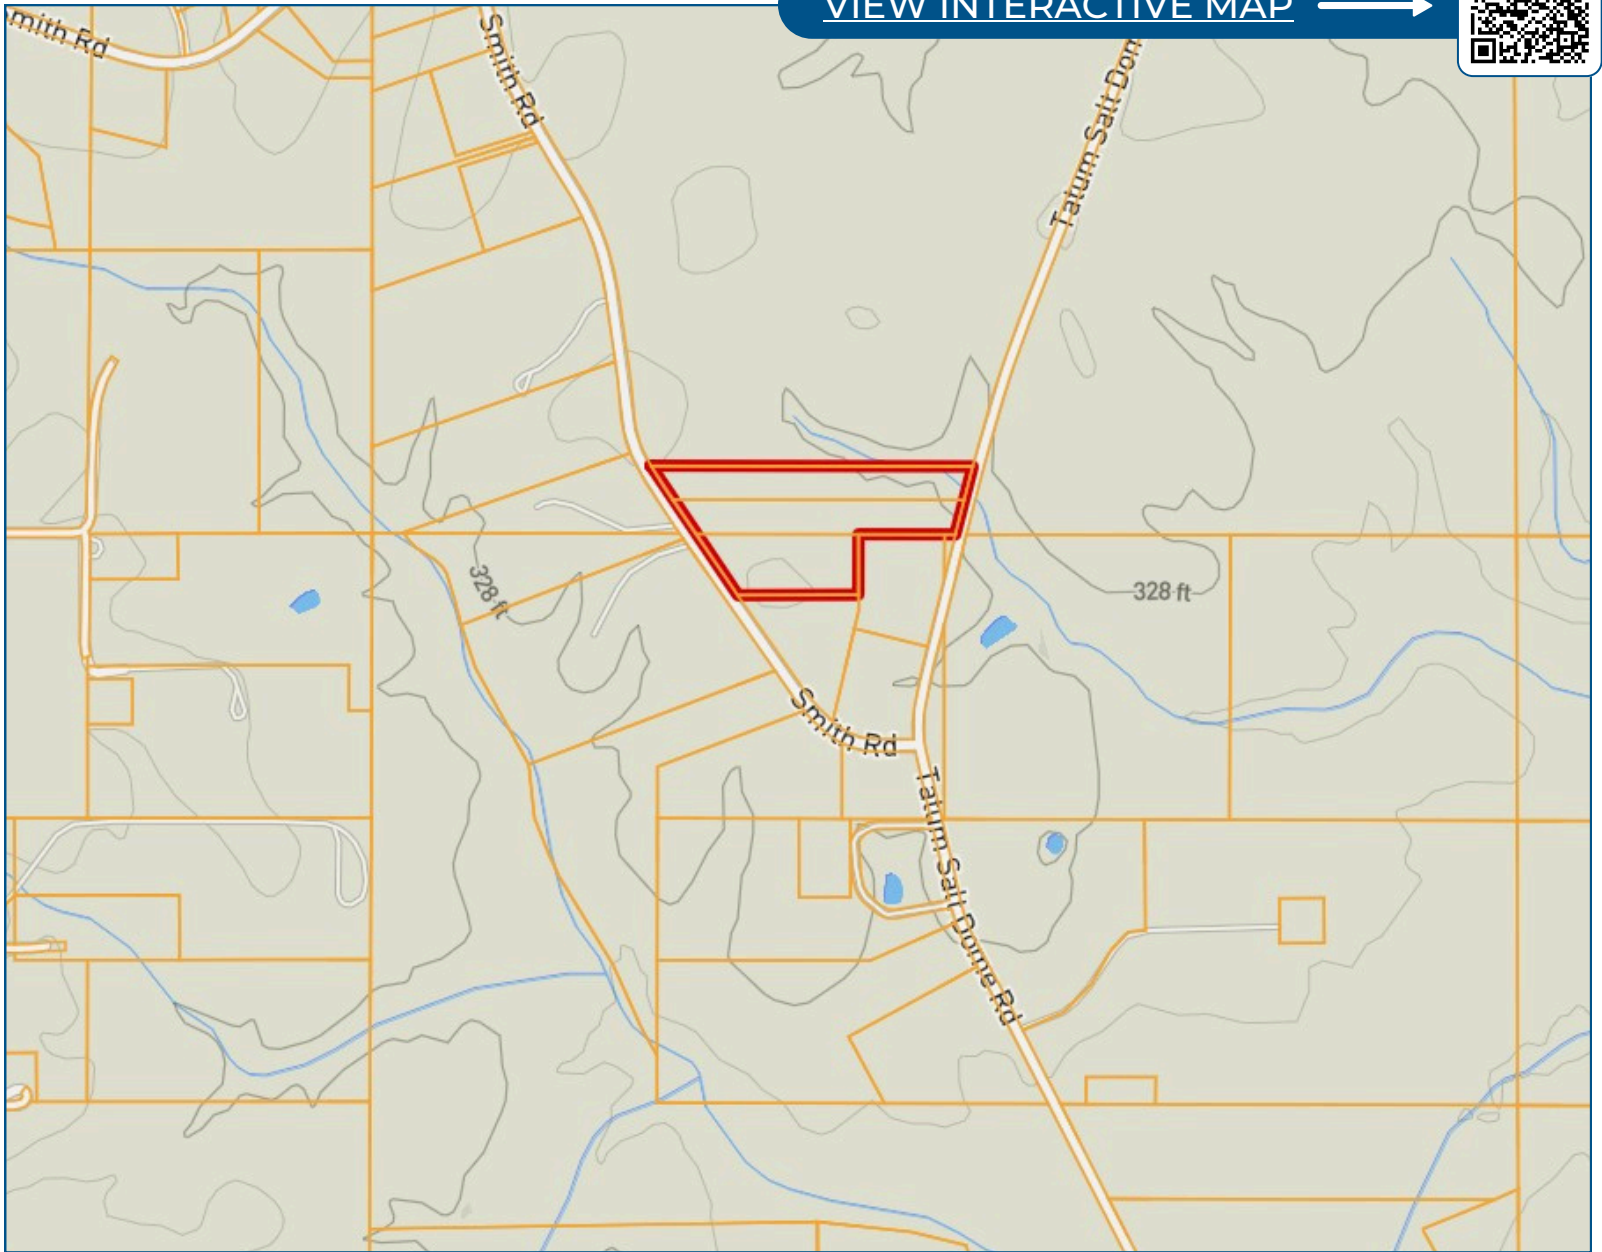 VIEW INTERACTIVE MAP
mith Rd
Smith Rd
Tatum Salt Dom
328 ft
328 ft
Smith Rd
Tatum Salt Dome Rd